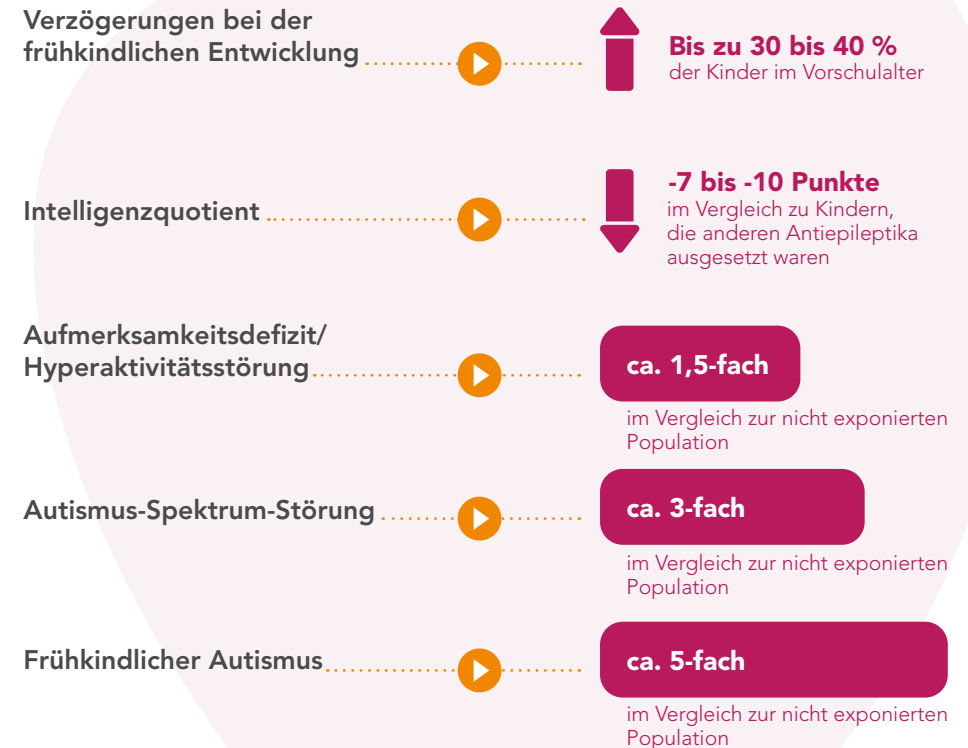 Verzögerungen bei der
frühkindlichen Entwicklung
Bis zu 30 bis 40 %
der Kinder im Vorschulalter
Intelligenzquotient
-7 bis -10 Punkte
im Vergleich zu Kindern,
die anderen Antiepileptika
ausgesetzt waren
Aufmerksamkeitsdefizit/
Hyperaktivitätsstörung
ca. 1,5-fach
im Vergleich zur nicht exponierten
Population
Autismus-Spektrum-Störung
ca. 3-fach
im Vergleich zur nicht exponierten
Population
Frühkindlicher Autismus
ca. 5-fach
im Vergleich zur nicht exponierten
Population